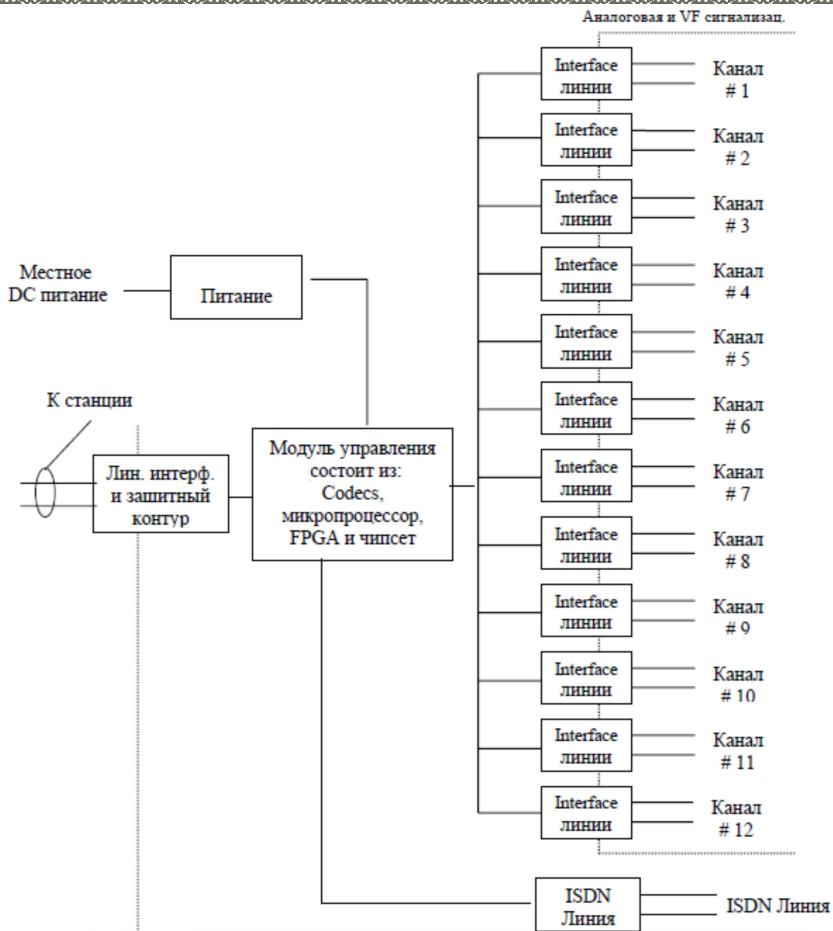 Аналоговая и VF сигнализац.
Interface
линии
Канал
# 1
Interface
линии
Канал
# 2
Interface
линии
Канал
# 3
Interface
линии
Канал
# 4
Interface
линии
Канал
# 5
Interface
линии
Канал
# 6
Interface
линии
Канал
# 7
Interface
линии
Канал
# 8
Interface
линии
Канал
# 9
Interface
линии
Канал
# 10
Interface
линии
Канал
# 11
Interface
линии
Канал
# 12
Местное
DC питание
Питание
К станции
Лин. интерф.
и зашитный
контур
Модуль управления
состоит из:
Codecs,
микропроцессор,
FPGA и чипсет
ISDN
Линия
ISDN Линия